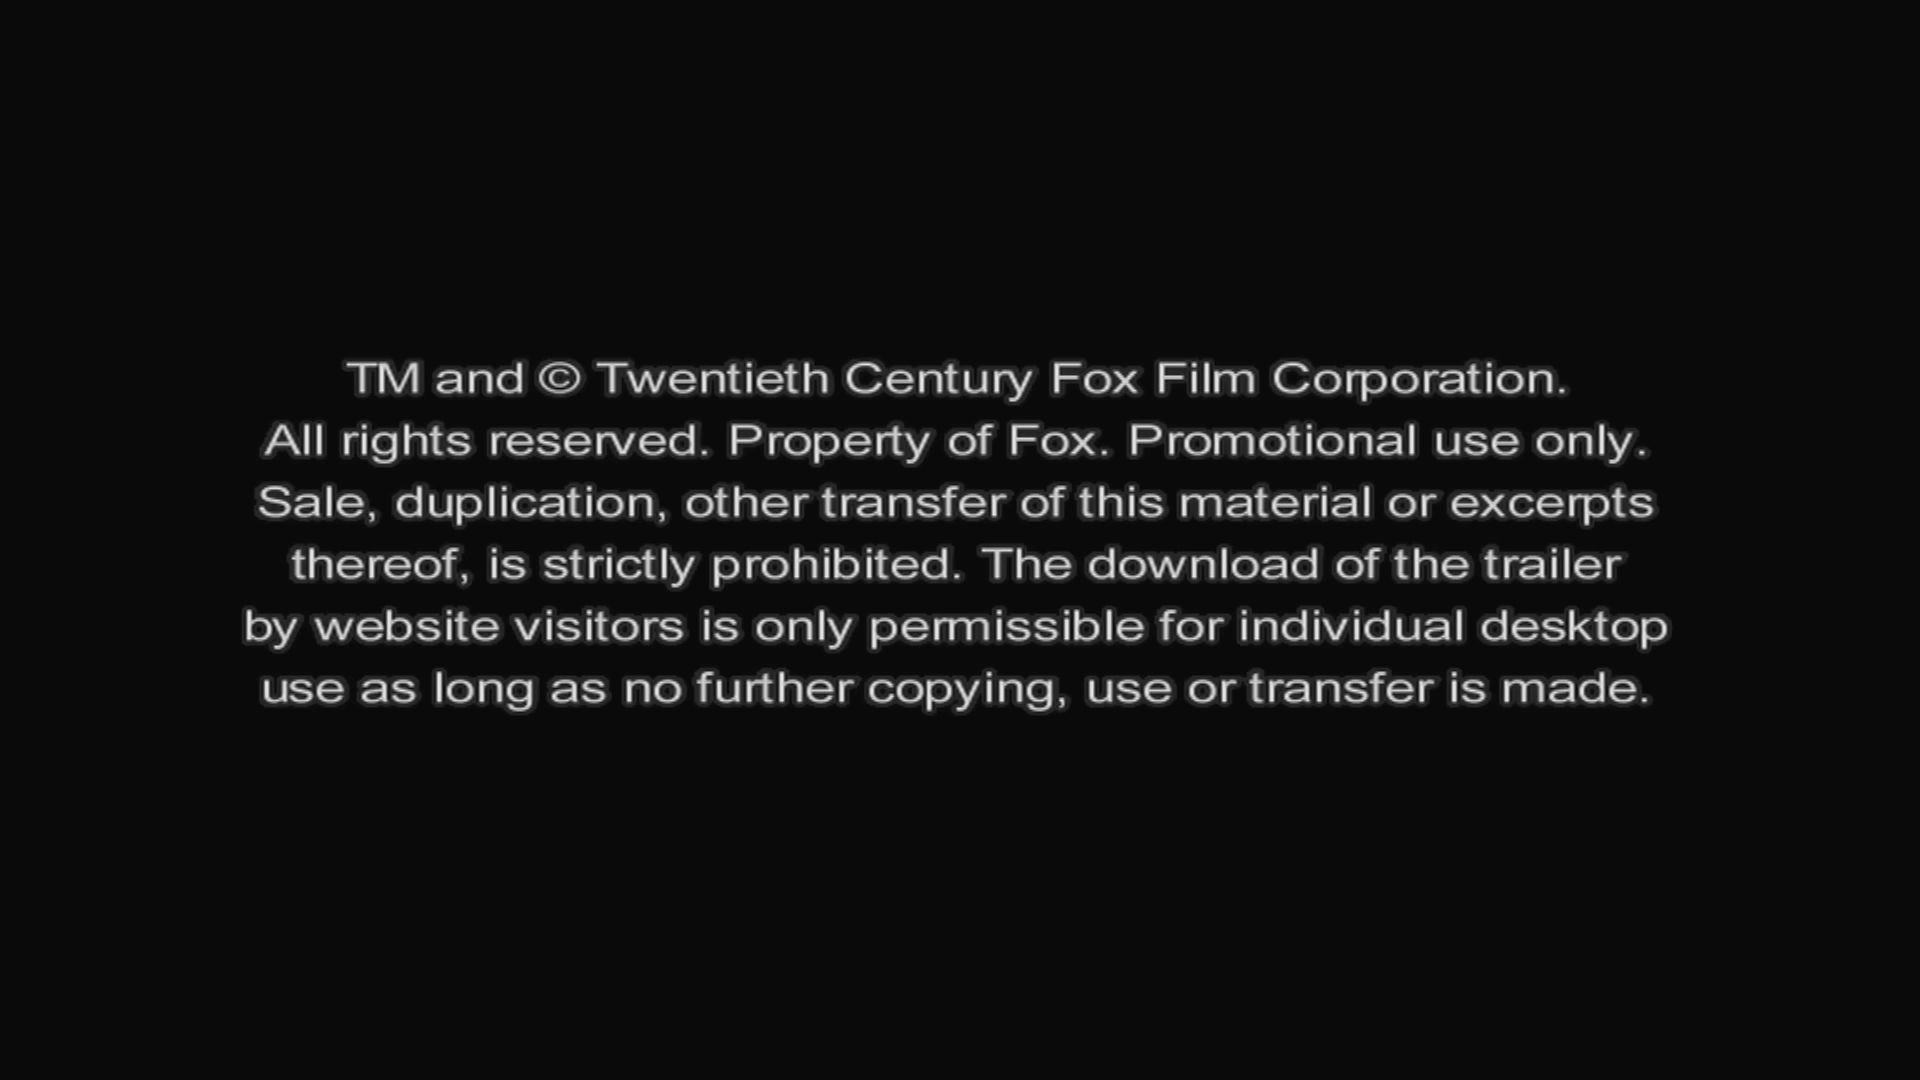 TM and © Twentieth Century Fox Film Corporation.
All rights reserved. Property of Fox. Promotional use only.
Sale, duplication, other transfer of this material or excerpts
thereof, is strictly prohibited. The download of the trailer
by website visitors is only permissible for individual desktop
use as long as no further copying, use or transfer is made.